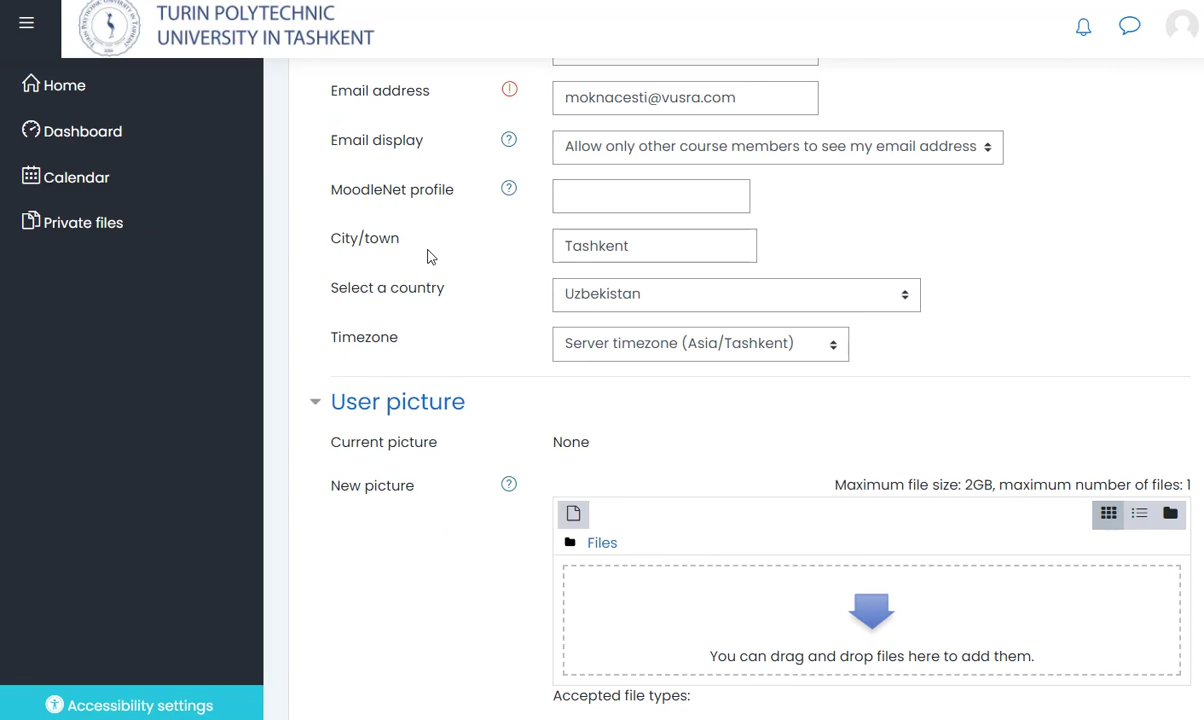 TURIN POLYTECHNIC
UNIVERSITY IN TASHKENT
Home
Dashboard
Calendar
Private files
Accessibility settings
Email address
moknacesti@vusra.com
Email display
Allow only other course members to see my email address
MoodleNet profile
City/town
Tashkent
Select a country
Uzbekistan
Timezone
Server timezone (Asia/Tashkent)
User picture
Current picture
None
New picture
Maximum file size: 2GB, maximum number of files: 1
Files
You can drag and drop files here to add them.
Accepted file types: